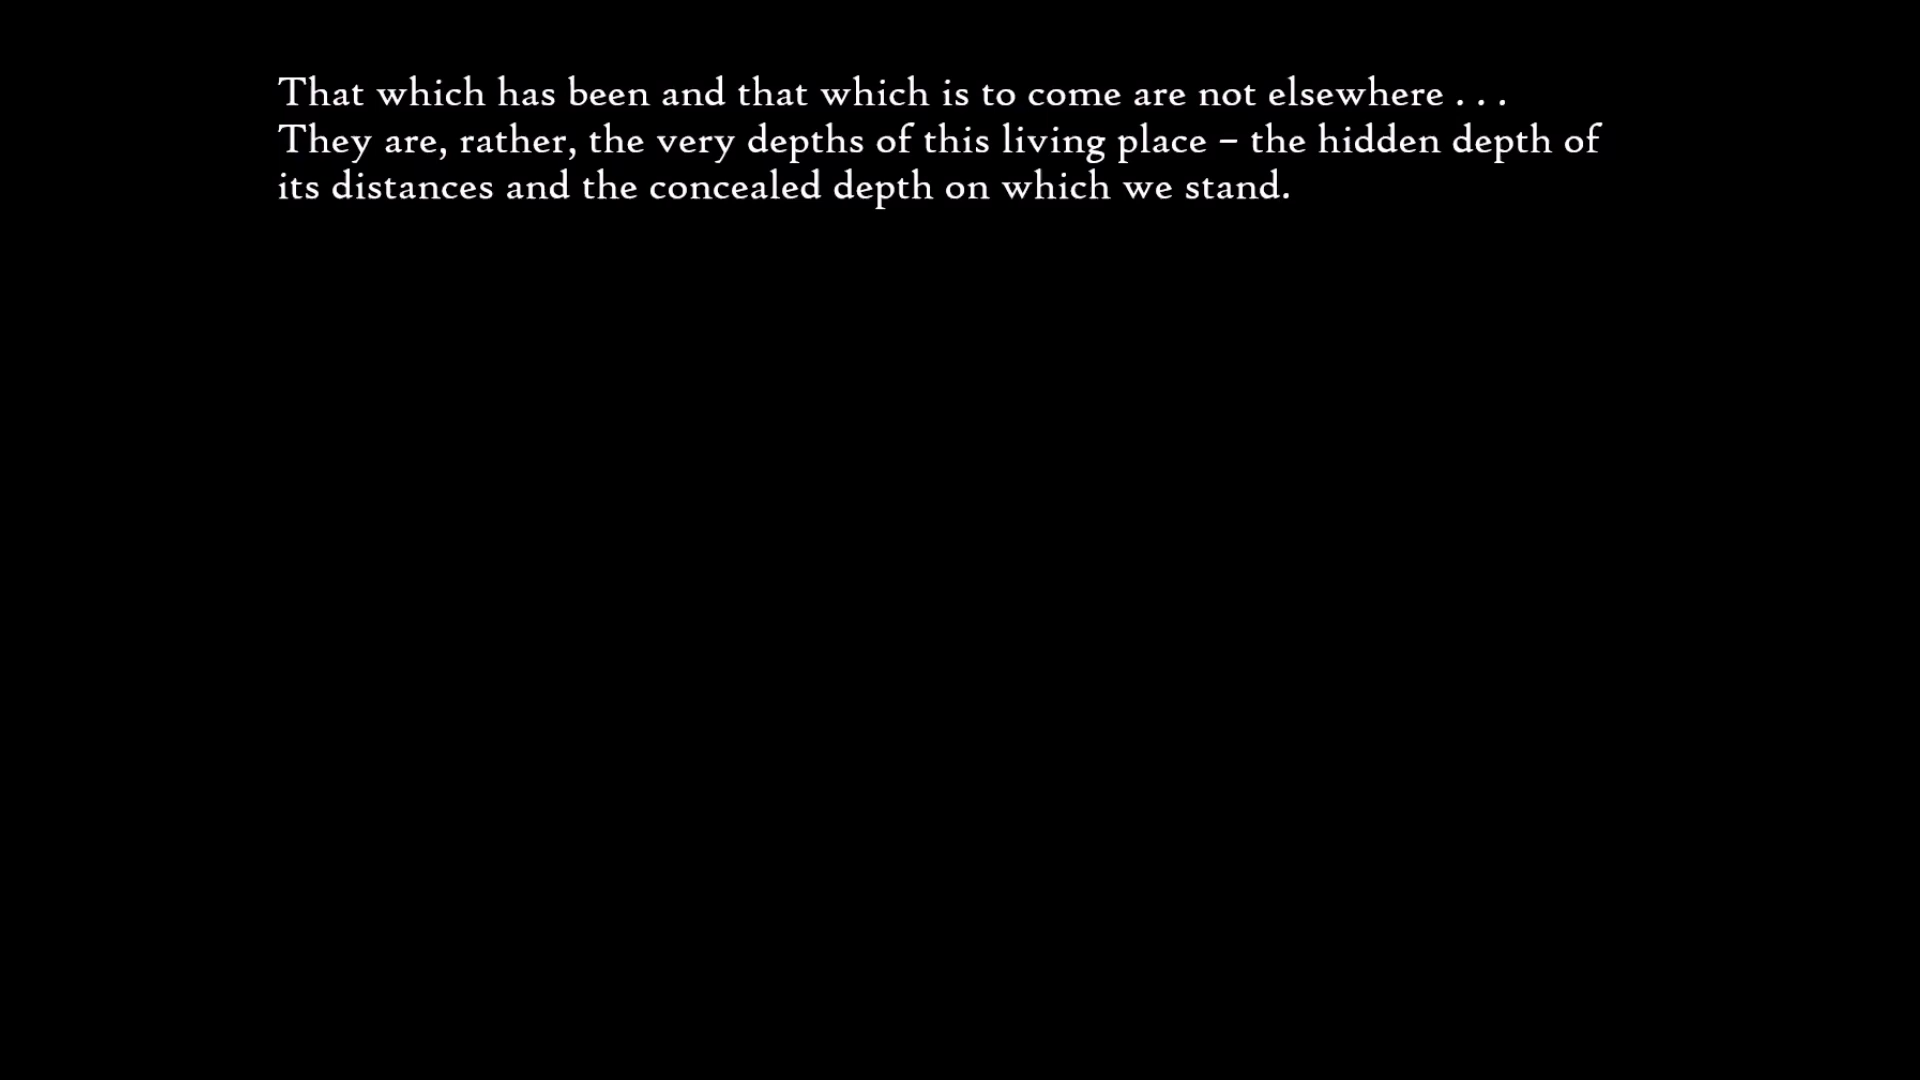 That which has been and that which is to come are not elsewhere . . .
They are, rather, the very depths of this living place – the hidden depth of
its distances and the concealed depth on which we stand.